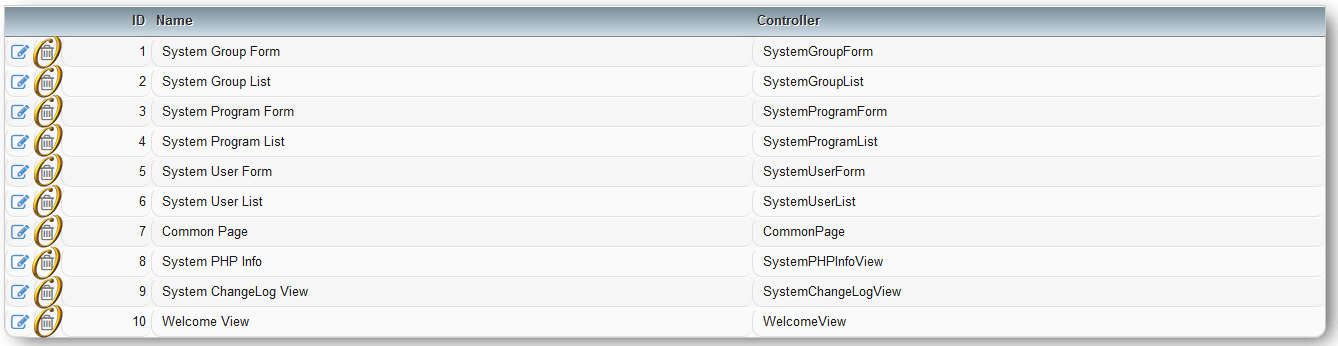 ID Name Controller
1 System Group Form SystemGroupForm
2 System Group List SystemGroupList
3 System Program Form SystemProgramForm
4 System Program List SystemProgramList
5 System User Form SystemUserForm
6 System User List SystemUserList
7 Common Page CommonPage
8 System PHP Info SystemPHPInfoView
9 System ChangeLog View SystemChangeLogView
10 Welcome View WelcomeView